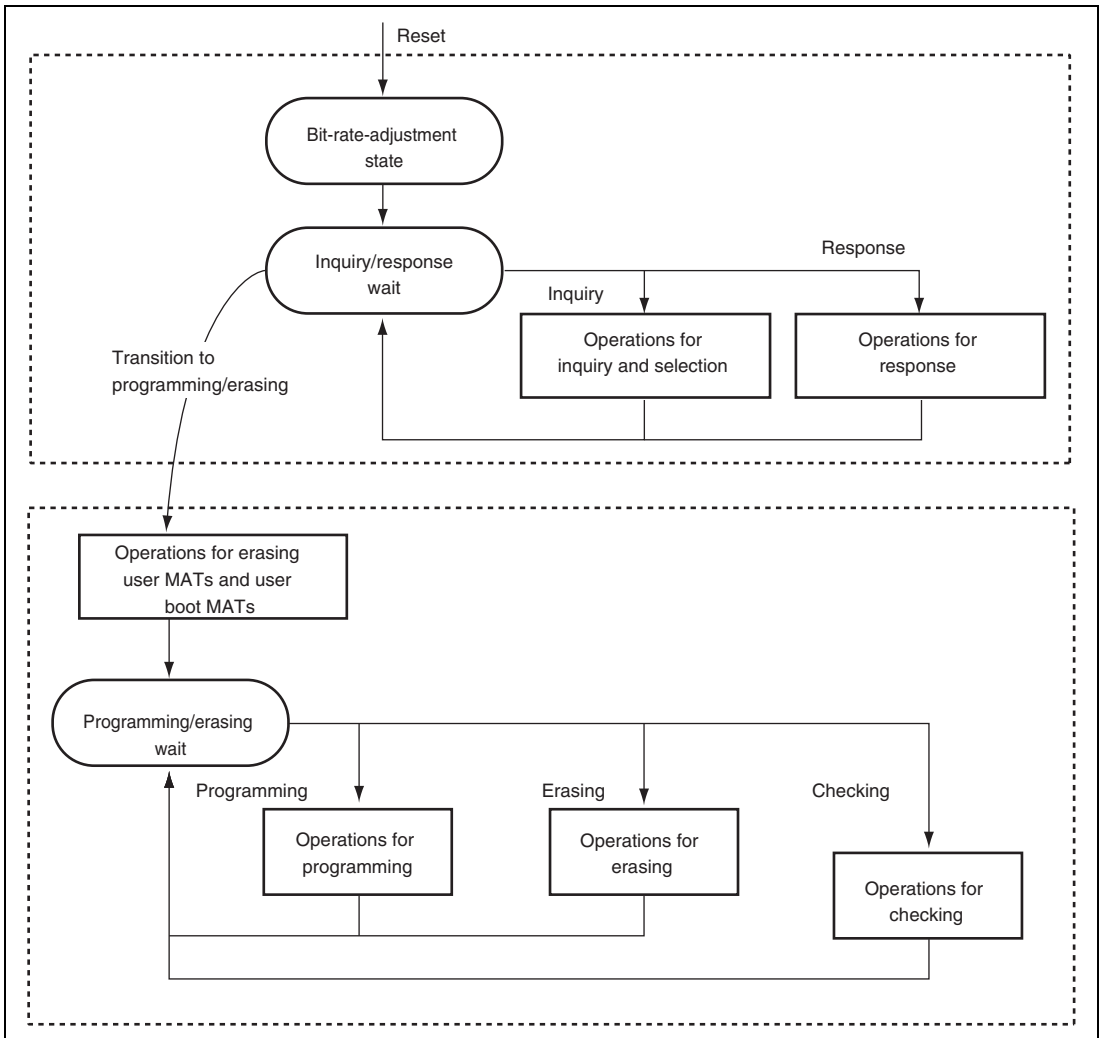 Reset
Bit-rate-adjustment
state
Inquiry/response
wait
Response
Inquiry
Operations for
inquiry and selection
Operations for
response
Transition to
programming/erasing
Operations for erasing
user MATs and user
boot MATs
Programming/erasing
wait
Programming
Erasing
Checking
Operations for
programming
Operations for
erasing
Operations for
checking